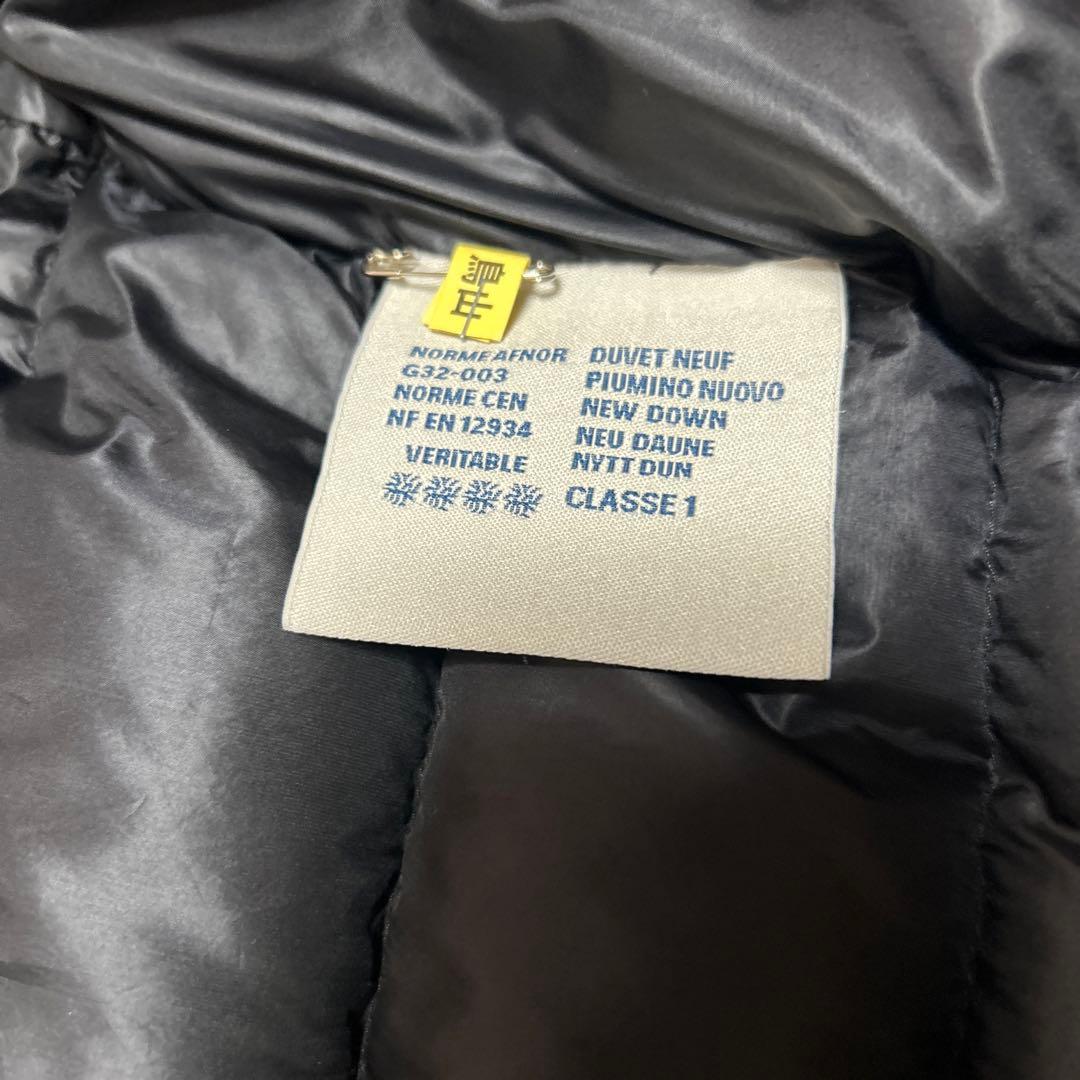 NORME AFNOR
G32-003
NORME CEN
NF EN 12934
VERITABLE
DUVET NEUF
PIUMINO NUOVO
NEW DOWN
NEU DAUNE
NYTT DUN
CLASSE 1